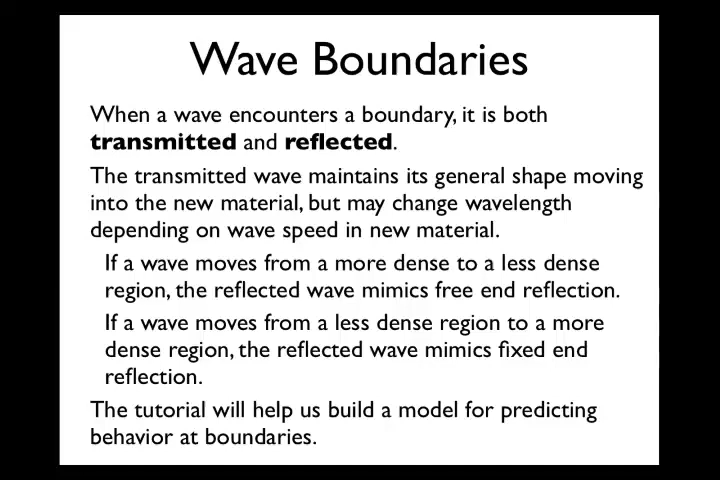 Wave Boundaries
When a wave encounters a boundary, it is both
transmitted and reflected.
The transmitted wave maintains its general shape moving
into the new material, but may change wavelength
depending on wave speed in new material.
If a wave moves from a more dense to a less dense
region, the reflected wave mimics free end reflection.
If a wave moves from a less dense region to a more
dense region, the reflected wave mimics fixed end
reflection.
The tutorial will help us build a model for predicting
behavior at boundaries.